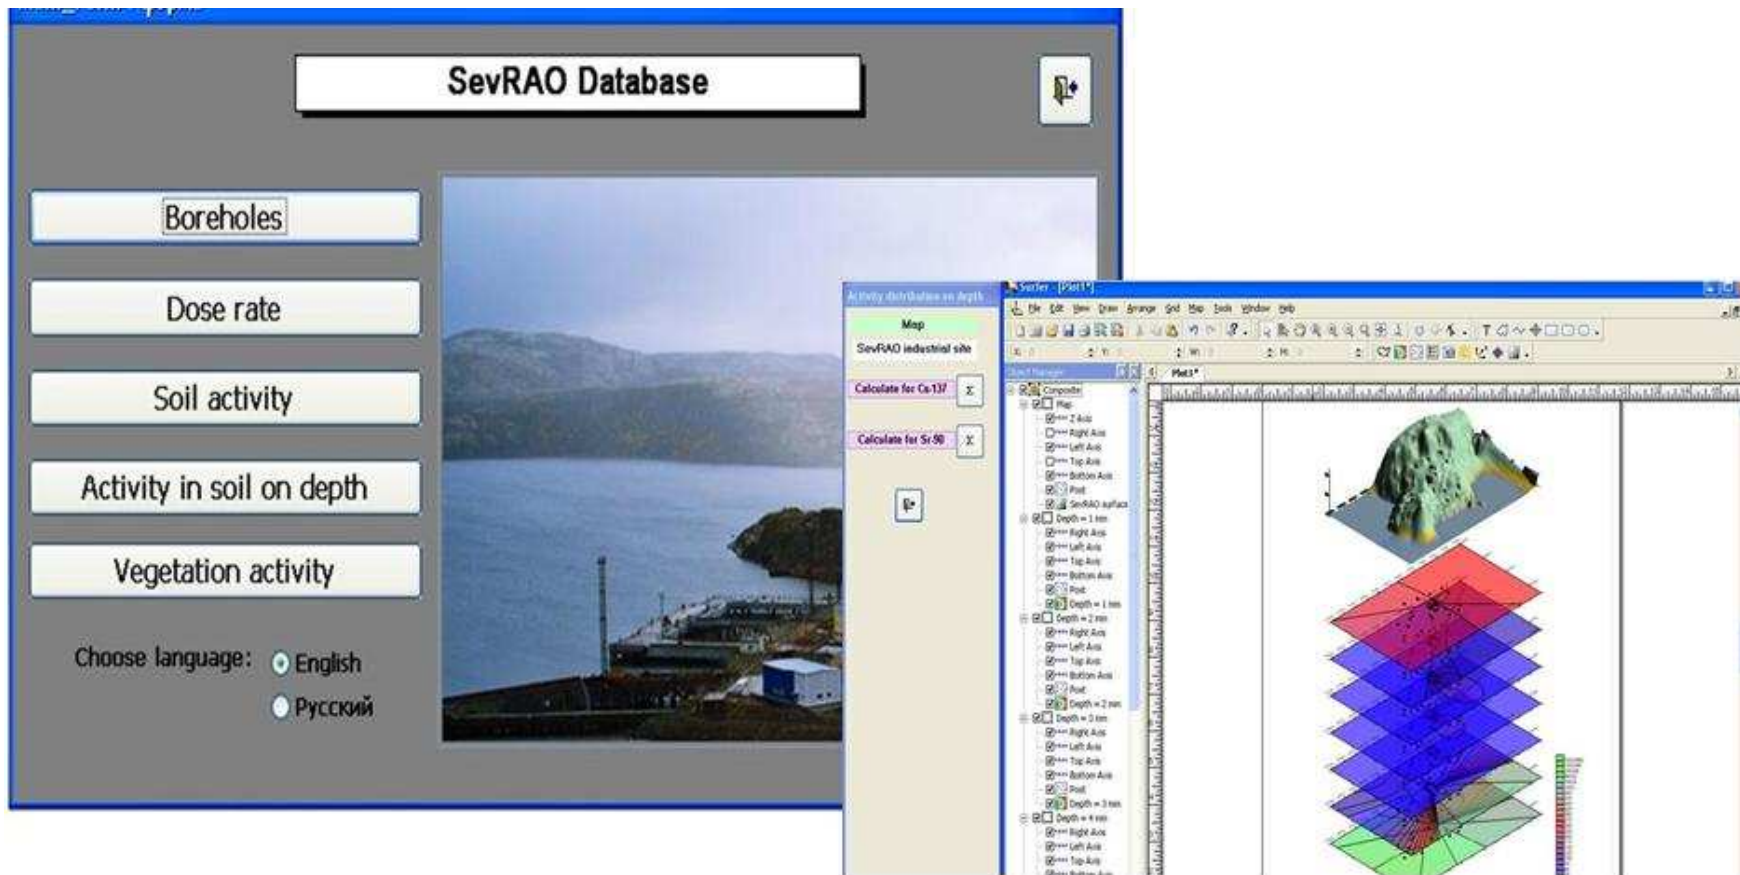 SevRAO Database
Boreholes
Dose rate
Soil activity
Activity in soil on depth
Vegetation activity
Choose language:
English
Русский
Activity distribution on depth
Map
SevRAO industrial site
Calculate for Cs-137
Σ
Calculate for Sr-90
Σ
Surfer - [Plot1*]
File Edit View Draw Arrange Grid Map Tools Window Help
X: Y: W: H:
Object Manager
Plot1*
Composite
Map
Z Axis
Right Axis
Left Axis
Top Axis
Bottom Axis
Post
SevRAO surface
Depth = 1 mm
Right Axis
Left Axis
Top Axis
Bottom Axis
Post
Depth = 1 mm
Depth = 2 mm
Right Axis
Left Axis
Top Axis
Bottom Axis
Post
Depth = 2 mm
Depth = 3 mm
Right Axis
Left Axis
Top Axis
Bottom Axis
Post
Depth = 3 mm
Depth = 4 mm
Right Axis
Left Axis
Top Axis
Bottom Axis